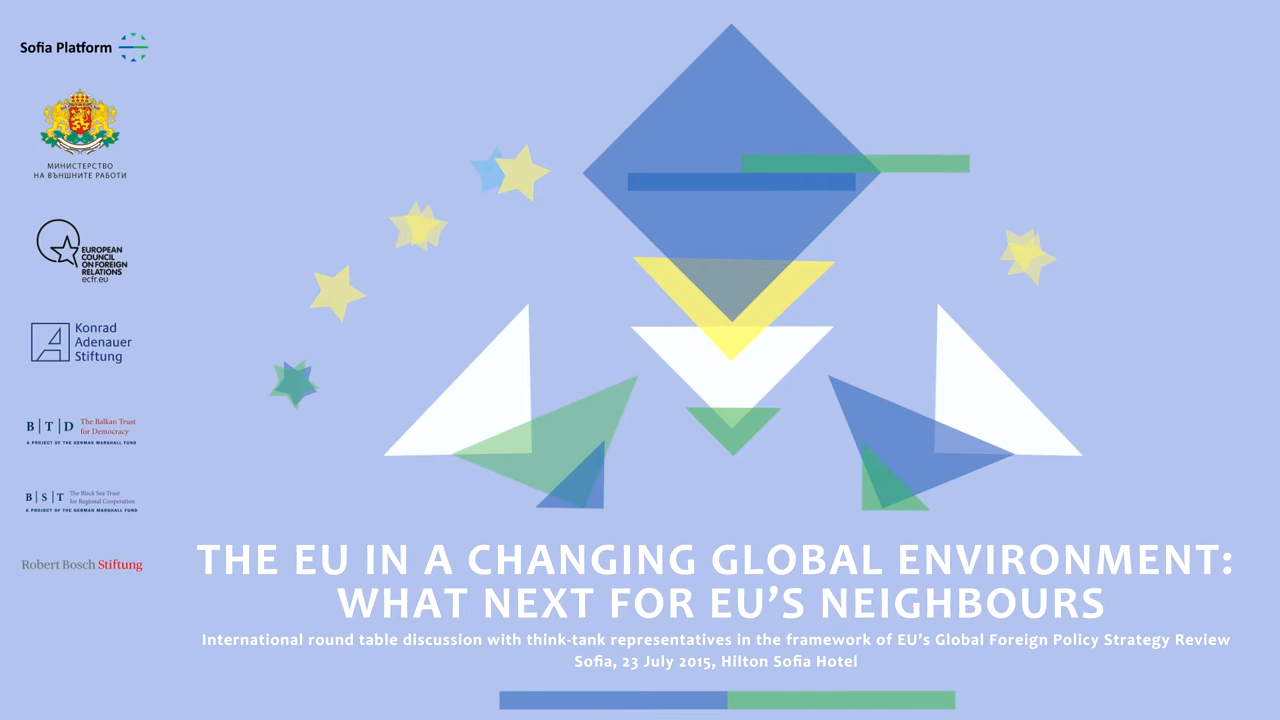 Sofia Platform
МИНИСТЕРСТВО
НА ВЪНШНИТЕ РАБОТИ
EUROPEAN
COUNCIL
ON FOREIGN
RELATIONS
ecfr.eu
Konrad
Adenauer
Stiftung
B|T|D The Balkan Trust
for Democracy
A PROJECT OF THE GERMAN MARSHALL FUND
B|S|T The Black Sea Trust
for Regional Cooperation
A PROJECT OF THE GERMAN MARSHALL FUND
Robert Bosch Stiftung
THE EU IN A CHANGING GLOBAL ENVIRONMENT:
WHAT NEXT FOR EU’S NEIGHBOURS
International round table discussion with think-tank representatives in the framework of EU’s Global Foreign Policy Strategy Review
Sofia, 23 July 2015, Hilton Sofia Hotel